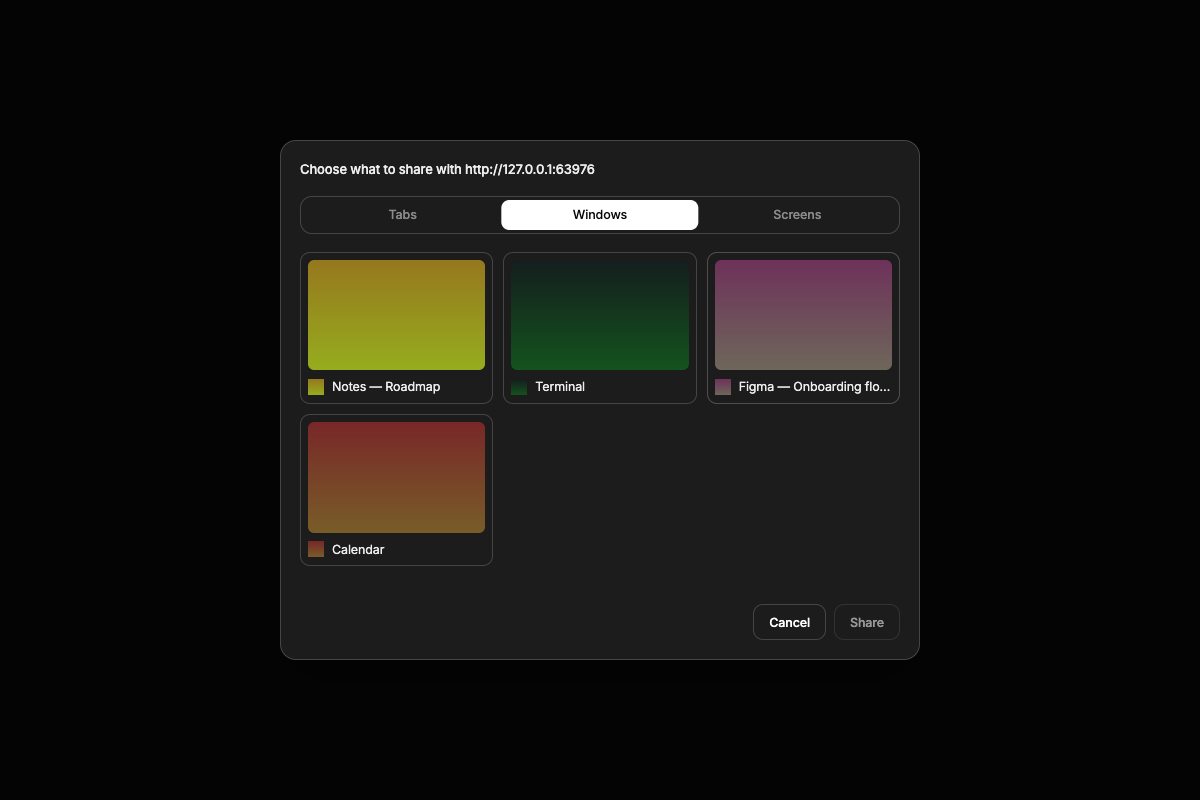 Choose what to share with http://127.0.0.1:63976
Tabs
Windows
Screens
Notes — Roadmap
Terminal
Figma — Onboarding flo...
Calendar
Cancel
Share